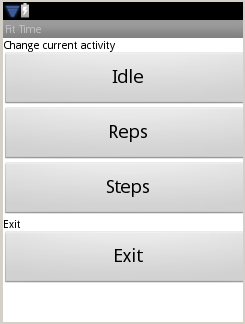 Fit Time
Change current activity
Idle
Reps
Steps
Exit
Exit